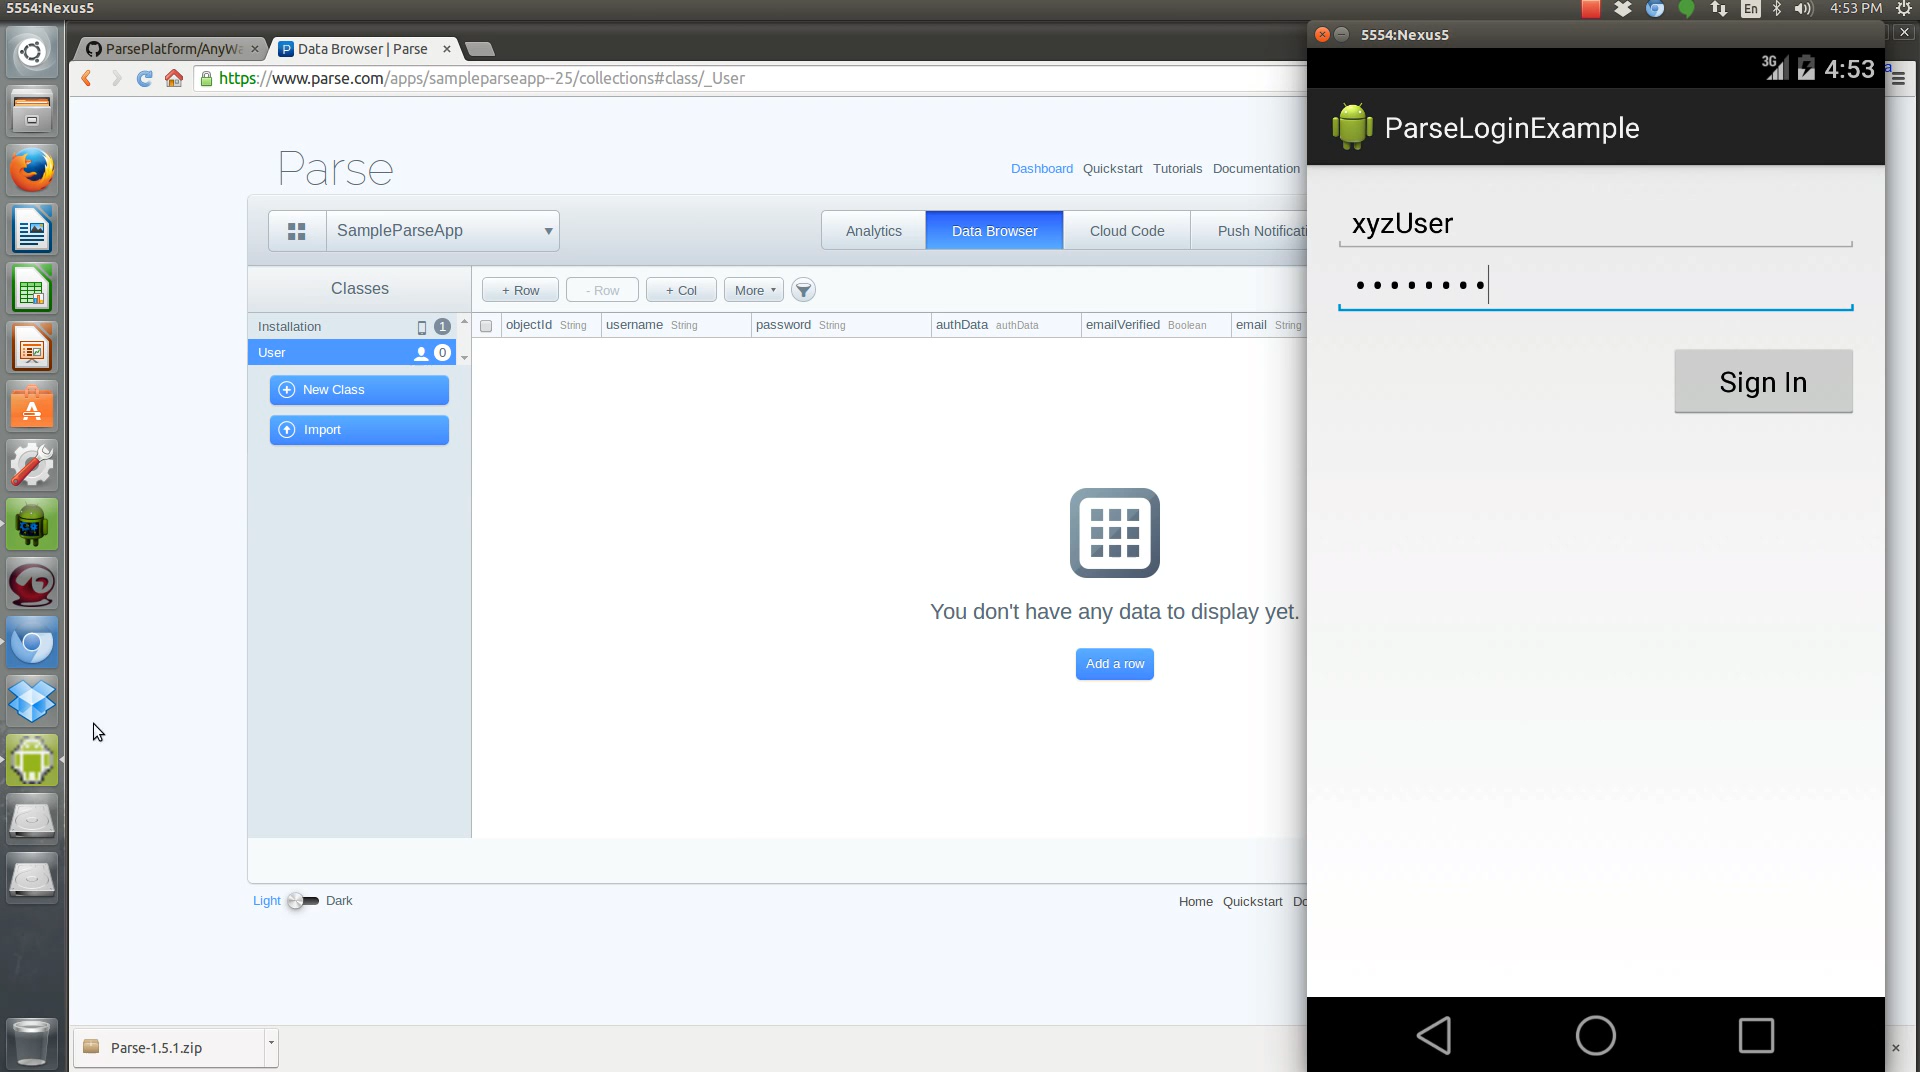 5554:Nexus5
En
4:53 PM
ParsePlatform/AnyWa
Data Browser | Parse
https://www.parse.com/apps/sampleparseapp--25/collections#class/_User
Parse
Dashboard Quickstart Tutorials Documentation
SampleParseApp
Analytics Data Browser Cloud Code Push Notificati
Classes
+ Row - Row + Col More
Installation 1
User 0
New Class
Import
objectId String username String password String authData authData emailVerified Boolean email String
You don't have any data to display yet.
Add a row
Light Dark
Home Quickstart Do
Parse-1.5.1.zip
5554:Nexus5
3G 4:53
ParseLoginExample
xyzUser
Sign In